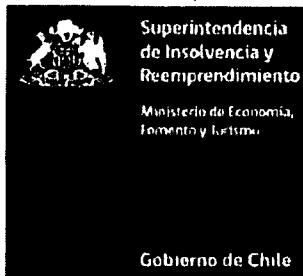 Superintendencia
de Insolvencia y
Reemprendimiento
Ministerio de Economía,
Fomento y Turismo
Gobierno de Chile